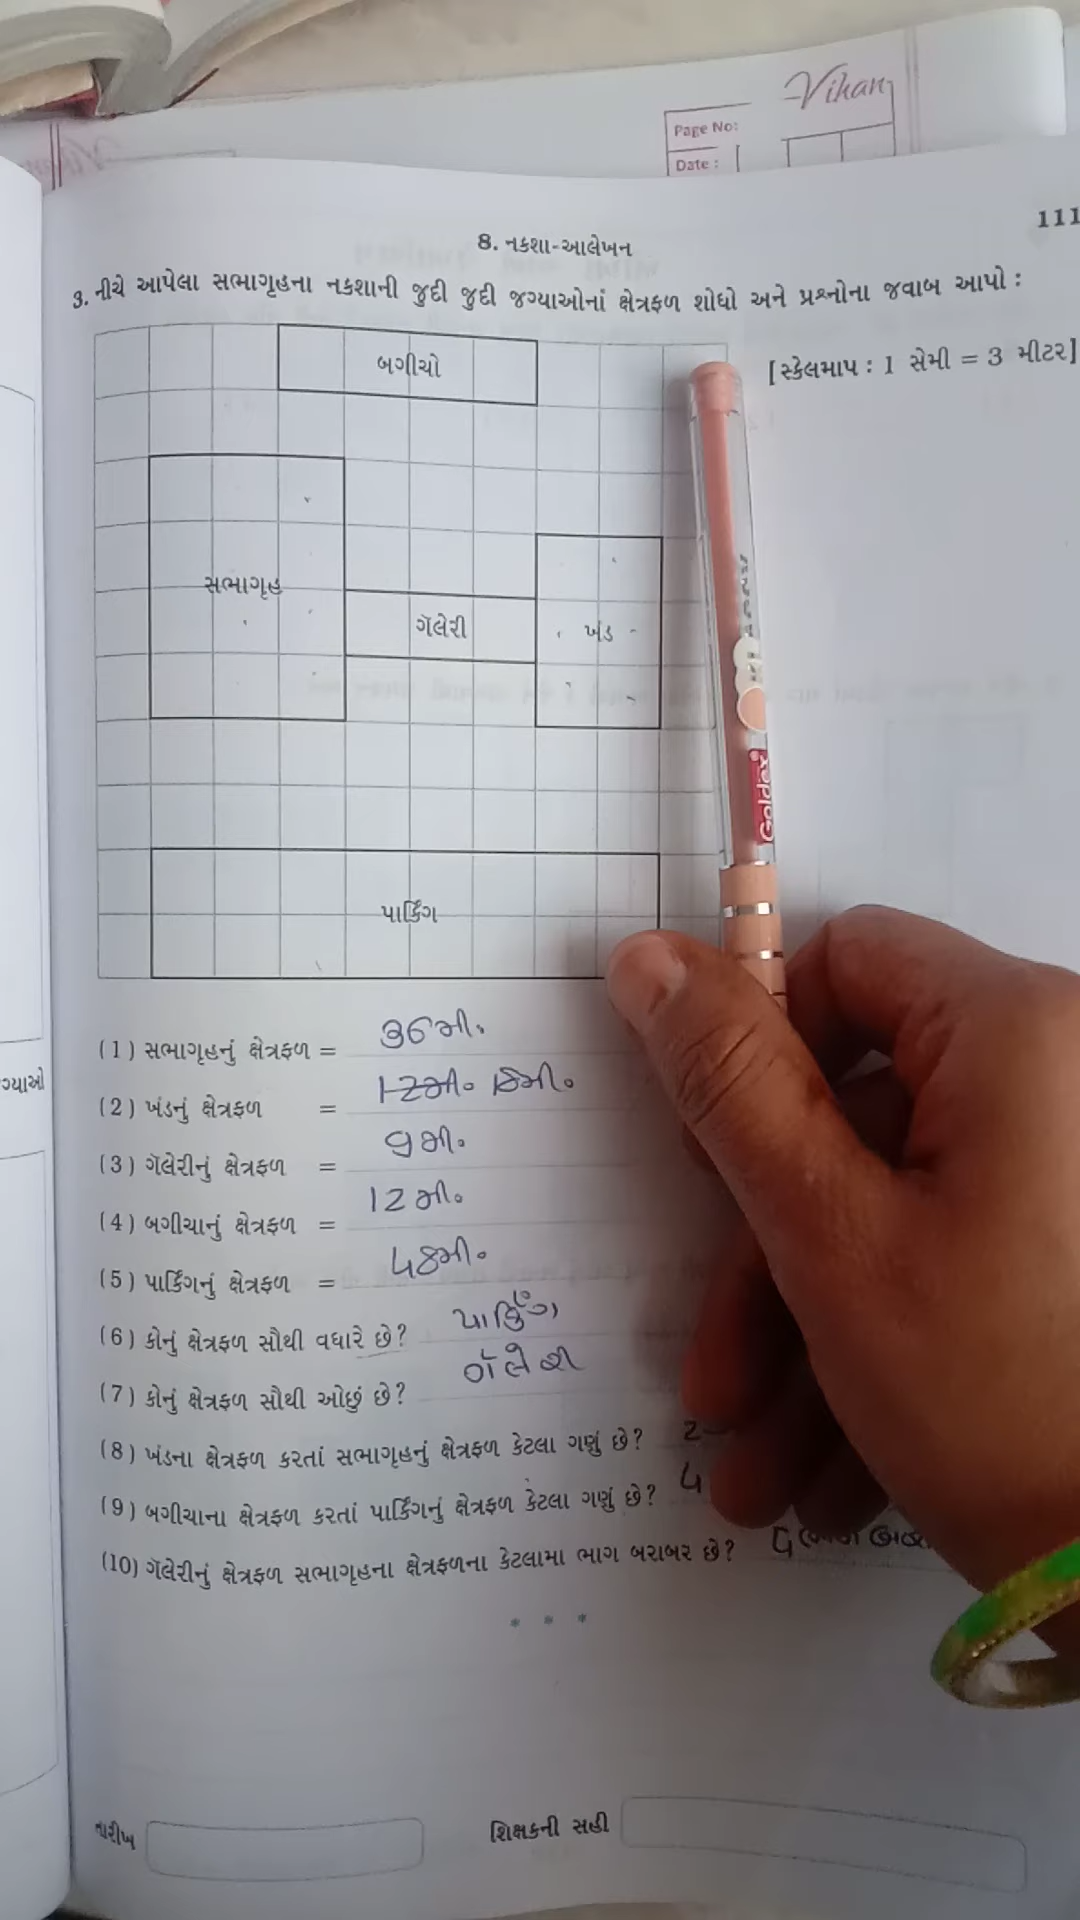 Vihan
Page No:
Date :
111
8. નકશા-આલેખન
3. નીચે આપેલા સભાગૃહના નકશાની જુદી જુદી જગ્યાઓનાં ક્ષેત્રફળ શોધો અને પ્રશ્નોના જવાબ આપો :
[સ્કેલમાપ : 1 સેમી = 3 મીટર]
બગીચો
સભાગૃહ
ગૅલેરી
ખંડ
પાર્કિંગ
Goldex
(1) સભાગૃહનું ક્ષેત્રફળ = 36મી.
(2) ખંડનું ક્ષેત્રફળ = 12મી. 18મી.
(3) ગૅલેરીનું ક્ષેત્રફળ = 9મી.
(4) બગીચાનું ક્ષેત્રફળ = 12મી.
(5) પાર્કિંગનું ક્ષેત્રફળ = 48મી.
(6) કોનું ક્ષેત્રફળ સૌથી વધારે છે? પાર્કિંગ
(7) કોનું ક્ષેત્રફળ સૌથી ઓછું છે? ગૅલેરી
(8) ખંડના ક્ષેત્રફળ કરતાં સભાગૃહનું ક્ષેત્રફળ કેટલા ગણું છે? 2
(9) બગીચાના ક્ષેત્રફળ કરતાં પાર્કિંગનું ક્ષેત્રફળ કેટલા ગણું છે? 4
(10) ગૅલેરીનું ક્ષેત્રફળ સભાગૃહના ક્ષેત્રફળના કેટલામા ભાગ બરાબર છે?
* * *
તારીખ
શિક્ષકની સહી